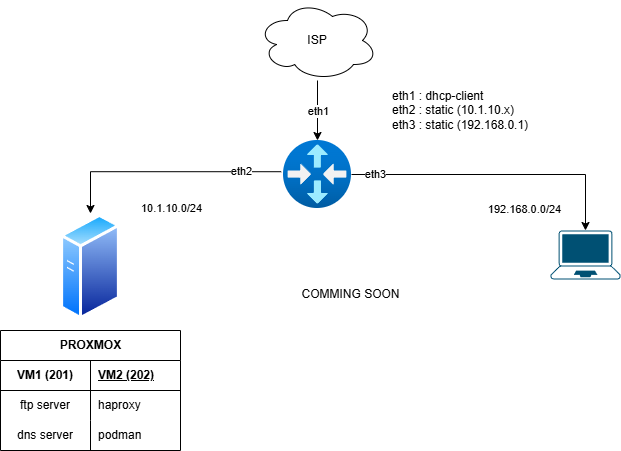 ISP
eth1
eth1 : dhcp-client
eth2 : static (10.1.10.x)
eth3 : static (192.168.0.1)
eth2
eth3
10.1.10.0/24
192.168.0.0/24
COMMING SOON
PROXMOX
VM1 (201) VM2 (202)
ftp server haproxy
dns server podman